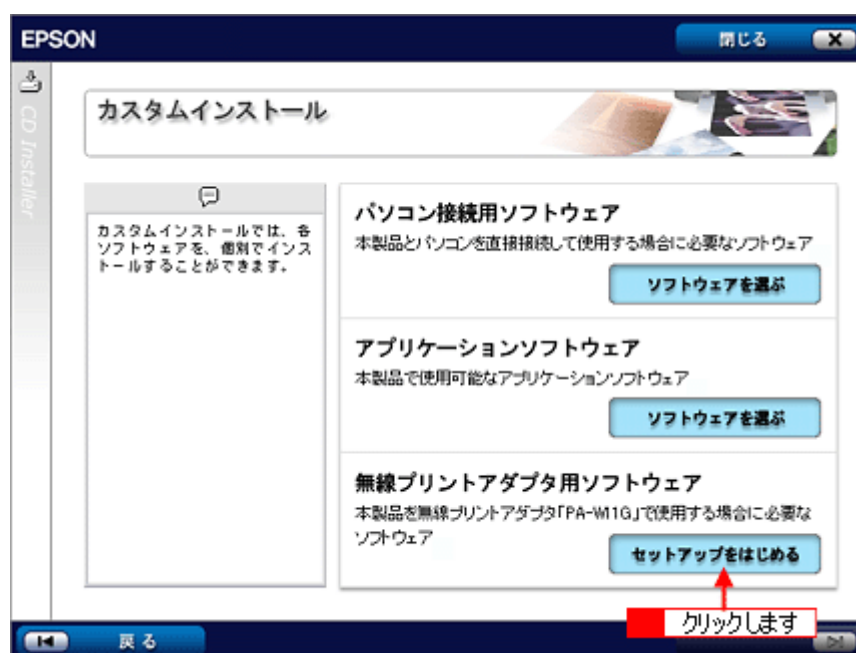 EPSON
閉じる
CD Installer
カスタムインストール
カスタムインストールでは、各
ソフトウェアを、個別でインス
トールすることができます。
パソコン接続用ソフトウェア
本製品とパソコンを直接接続して使用する場合に必要なソフトウェア
ソフトウェアを選ぶ
アプリケーションソフトウェア
本製品で使用可能なアプリケーションソフトウェア
ソフトウェアを選ぶ
無線プリントアダプタ用ソフトウェア
本製品を無線プリントアダプタ「PA-W11G」で使用する場合に必要な
ソフトウェア
セットアップをはじめる
クリックします
戻る